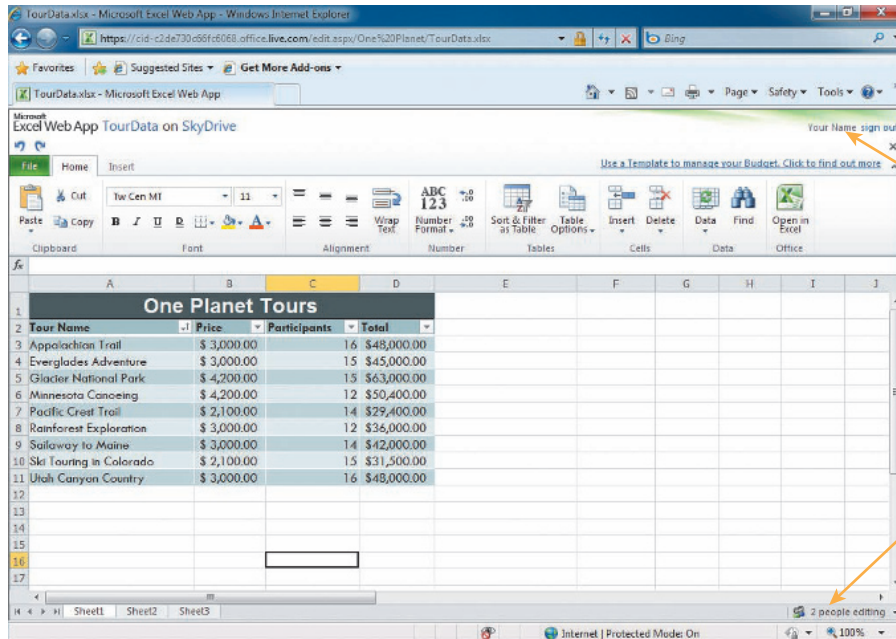 TourData.xlsx - Microsoft Excel Web App - Windows Internet Explorer
https://cid-c2de730c66fc6068.office.live.com/edit.aspx/One%20Planet/TourData.xlsx
Bing
Favorites Suggested Sites Get More Add-ons
TourData.xlsx - Microsoft Excel Web App
Page Safety Tools
Microsoft
Excel Web App TourData on SkyDrive
Your Name sign out
File Home Insert
Use a Template to manage your Budget. Click to find out more
Paste Cut Copy
Tw Cen MT 11
B I U D
Wrap Text
ABC 123
Number Format
Sort & Filter as Table
Table Options
Insert Delete
Data Find
Open in Excel
Clipboard Font Alignment Number Tables Cells Data Office
fx
A B C D E F G H I J
1 One Planet Tours
2 Tour Name Price Participants Total
3 Appalachian Trail $ 3,000.00 16 $48,000.00
4 Everglades Adventure $ 3,000.00 15 $45,000.00
5 Glacier National Park $ 4,200.00 15 $63,000.00
6 Minnesota Canoeing $ 4,200.00 12 $50,400.00
7 Pacific Crest Trail $ 2,100.00 14 $29,400.00
8 Rainforest Exploration $ 3,000.00 12 $36,000.00
9 Sailaway to Maine $ 3,000.00 14 $42,000.00
10 Ski Touring in Colorado $ 2,100.00 15 $31,500.00
11 Utah Canyon Country $ 3,000.00 16 $48,000.00
12
13
14
15
16
17
Sheet1 Sheet2 Sheet3
2 people editing
Internet | Protected Mode: On
100%